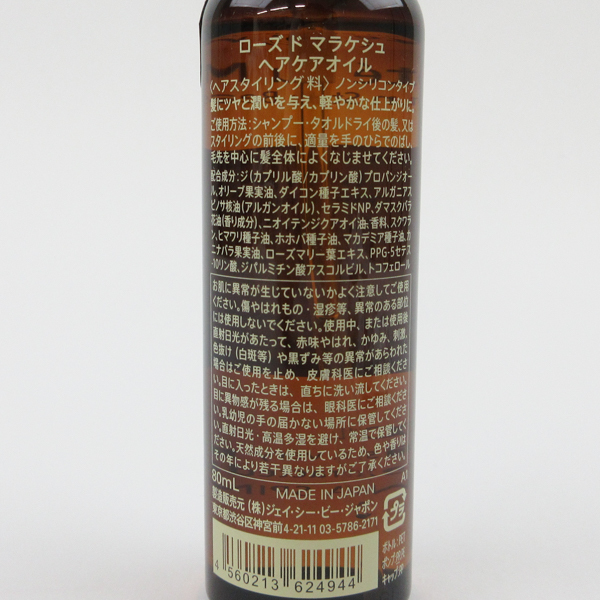 ローズ ド マラケシュ
ヘアケアオイル
〈ヘアスタイリング料〉ノンシリコンタイプ
髪にツヤと潤いを与え、軽やかな仕上がりに。
ご使用方法:シャンプー・タオルドライ後の髪、又は
スタイリングの前後に、適量を手のひらでのばし、
毛先を中心に髪全体によくなじませてください。
配合成分:ジ(カプリル酸/カプリン酸)プロパンジオー
ル、オリーブ果実油、ダイコン種子エキス、アルガニアス
ピノサ核油(アルガンオイル)、セラミドNP、ダマスクバラ
花油(香り成分)、ニオイテンジクアオイ油、香料、スクワラ
ン、ヒマワリ種子油、ホホバ種子油、マカデミア種子油、カ
ニナバラ果実油、ローズマリー葉エキス、PPG-5セテス
-10リン酸、ジパルミチン酸アスコルビル、トコフェロール
お肌に異常が生じていないかよく注意してご使用
ください。傷やはれもの・湿疹等、異常のある部位
には使用しないでください。使用中、または使用後
直射日光があたって、赤味やはれ、かゆみ、刺激、
色抜け(白斑等)や黒ずみ等の異常があらわれた
場合はご使用を止め、皮膚科医にご相談くださ
い。目に入ったときは、直ちに洗い流してください。
目に異物感が残る場合は、眼科医にご相談くださ
い。乳幼児の手の届かない場所に保管してくださ
い。直射日光・高温多湿を避け、常温で保管してく
ださい。天然成分を使用しているため、色や香りは
その年により若干異なりますがご了承ください。
80mL MADE IN JAPAN A1
製造販売元 (株)ジェイ・シー・ビー・ジャポン
東京都渋谷区神宮前4-21-11 03-5786-2171
プラ
ボトル:PET
4 560213 624944